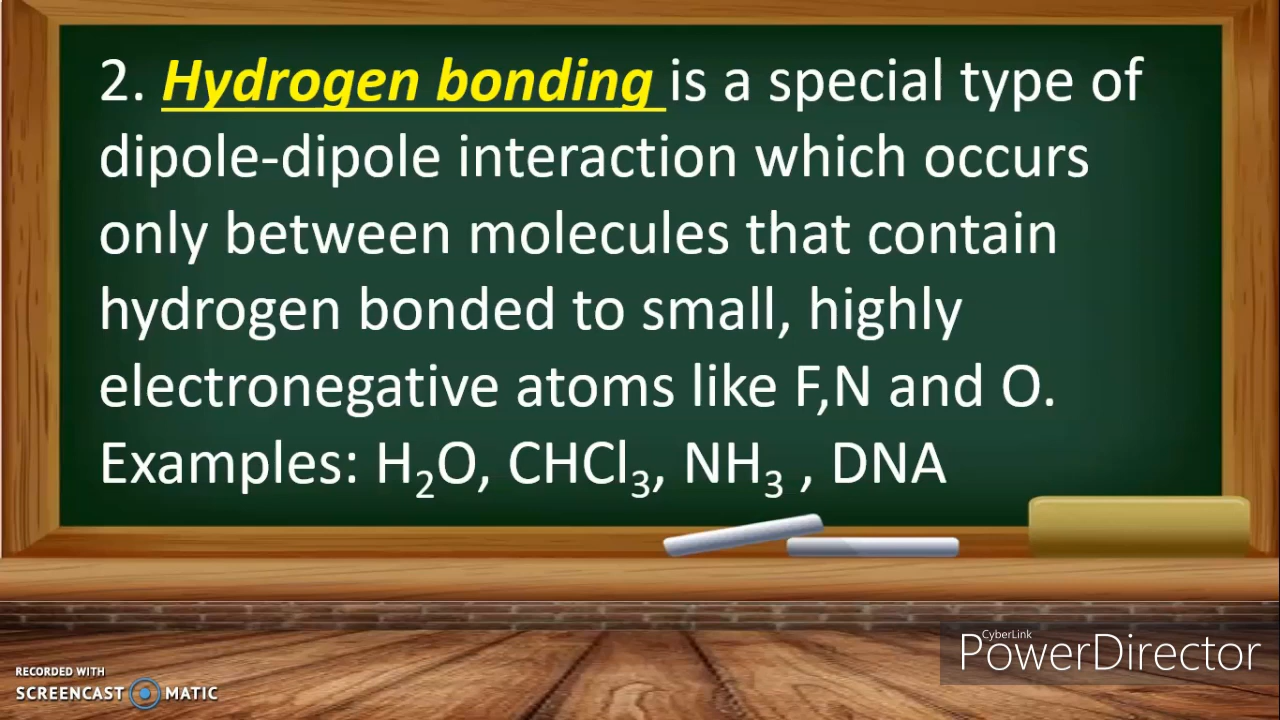 2. Hydrogen bonding is a special type of
dipole-dipole interaction which occurs
only between molecules that contain
hydrogen bonded to small, highly
electronegative atoms like F,N and O.
Examples: H₂O, CHCl₃, NH₃ , DNA
CyberLink
PowerDirector
RECORDED WITH
SCREENCAST MATIC